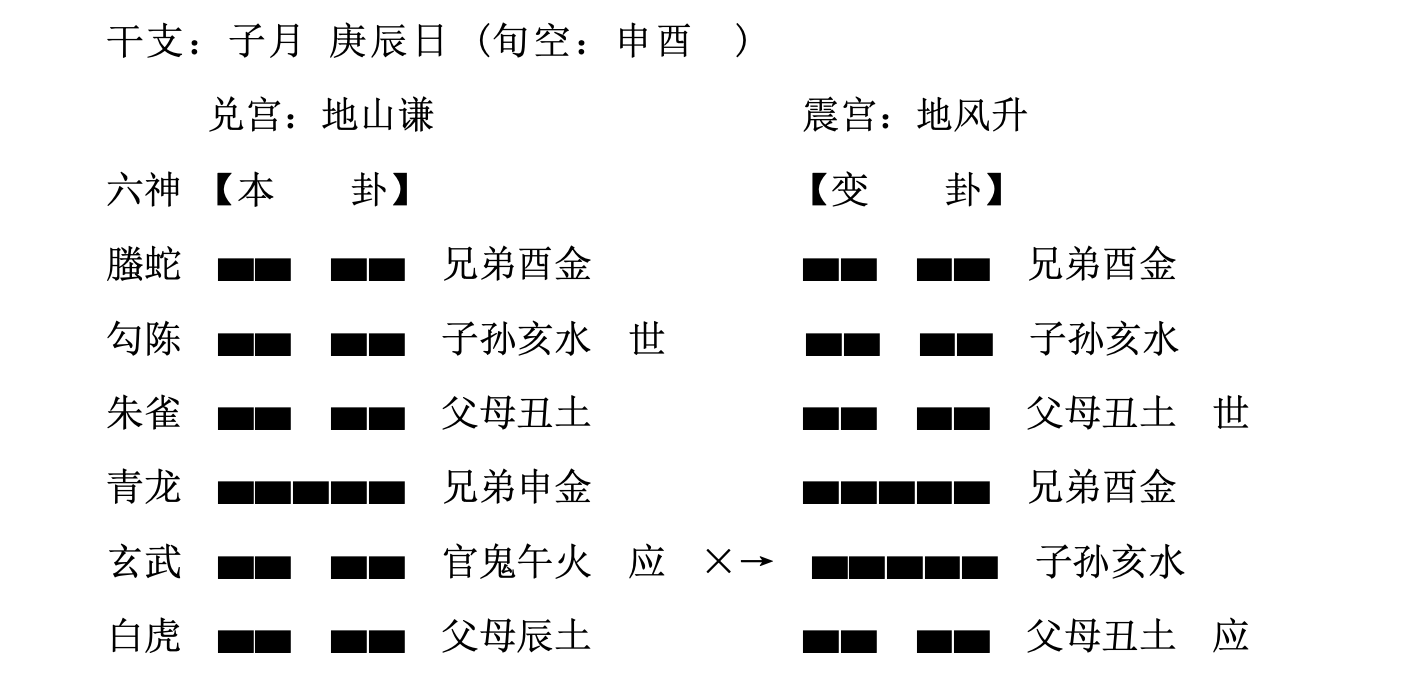 干支：子月 庚辰日 (旬空：申酉 )
兑宫：地山谦 震宫：地风升
六神 【本 卦】 【变 卦】
螣蛇 兄弟酉金 兄弟酉金
勾陈 子孙亥水 世 子孙亥水
朱雀 父母丑土 父母丑土 世
青龙 兄弟申金 兄弟酉金
玄武 官鬼午火 应 ×→ 子孙亥水
白虎 父母辰土 父母丑土 应